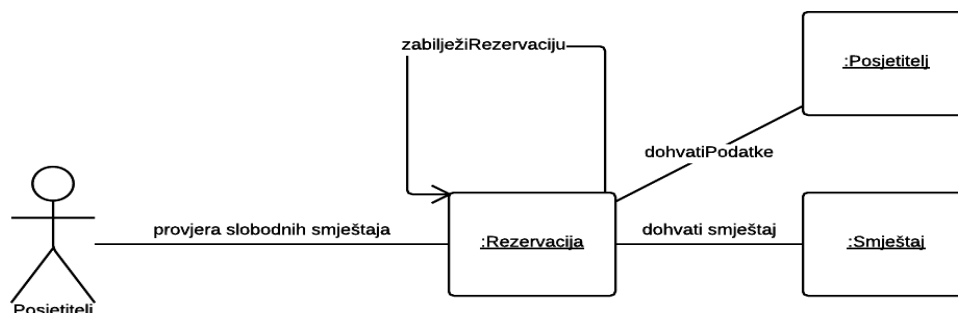 zabilježiRezervaciju
:Posjetitelj
dohvatiPodatke
provjera slobodnih smještaja
:Rezervacija
dohvati smještaj
:Smještaj
Posjetitelj